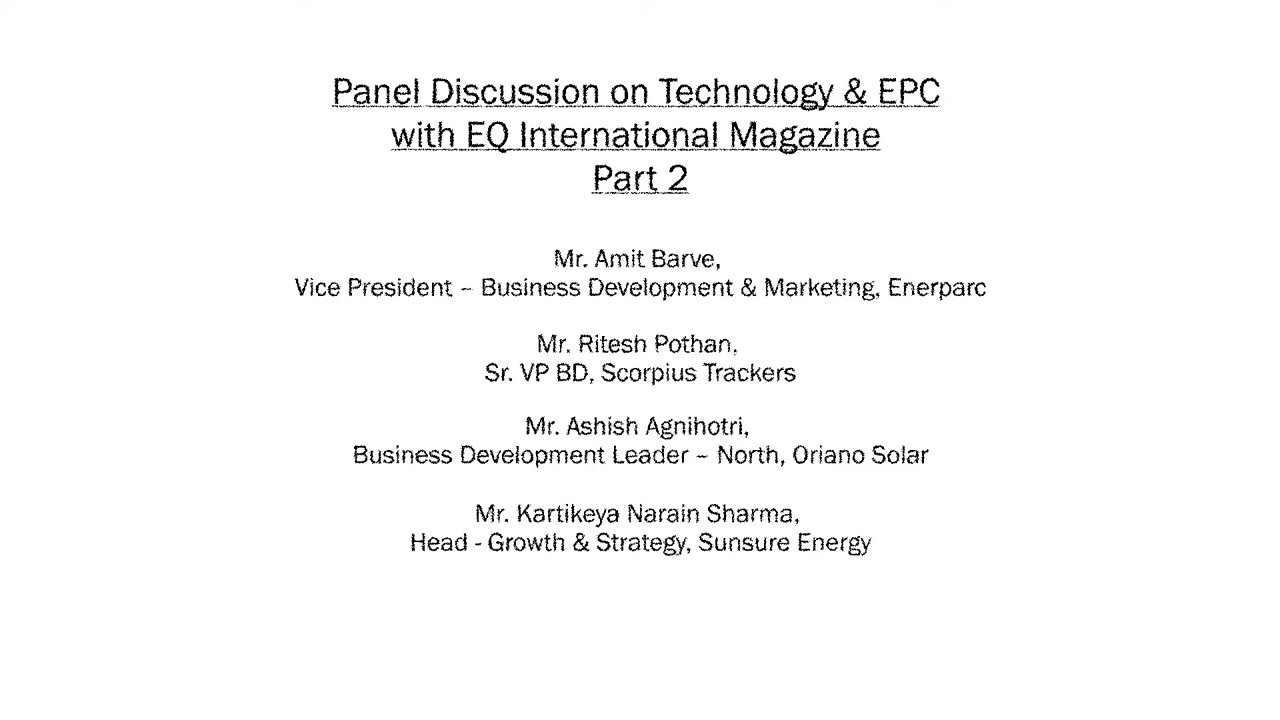 Panel Discussion on Technology & EPC
with EQ International Magazine
Part 2
Mr. Amit Barve,
Vice President – Business Development & Marketing, Enerparc
Mr. Ritesh Pothan,
Sr. VP BD, Scorpius Trackers
Mr. Ashish Agnihotri,
Business Development Leader – North, Oriano Solar
Mr. Kartikeya Narain Sharma,
Head - Growth & Strategy, Sunsure Energy